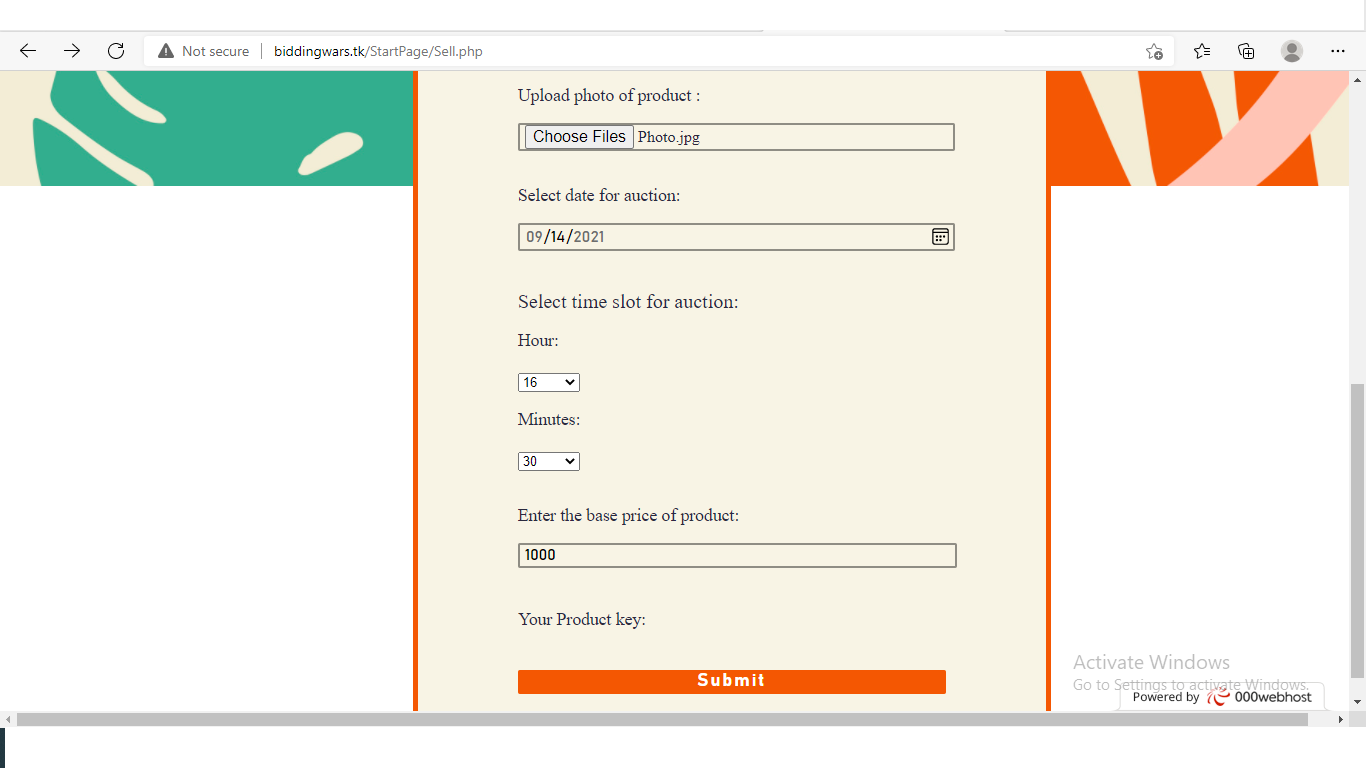 Not secure
biddingwars.tk/StartPage/Sell.php
Upload photo of product :
Choose Files Photo.jpg
Select date for auction:
09/14/2021
Select time slot for auction:
Hour:
16
Minutes:
30
Enter the base price of product:
1000
Your Product key:
Submit
Activate Windows
Go to Settings to activate Windows.
Powered by 000webhost